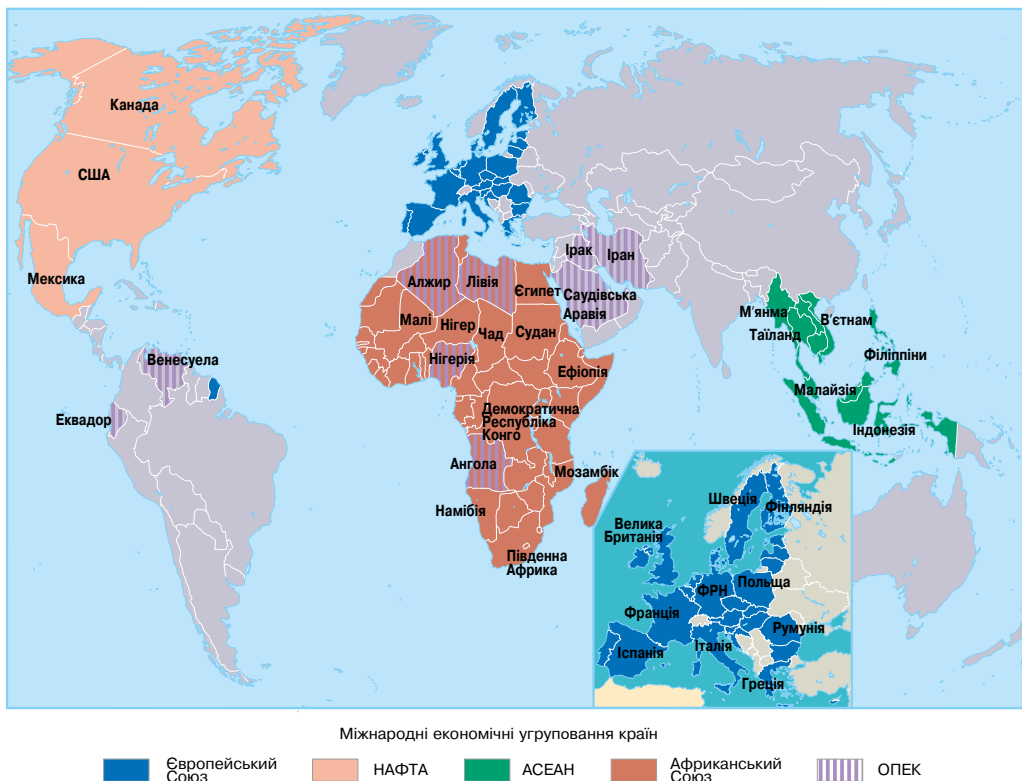 Канада
США
Мексика
Венесуела
Еквадор
Алжир
Лівія
Єгипет
Малі
Нігер
Чад
Судан
Нігерія
Ефіопія
Демократична
Республіка
Конго
Ангола
Мозамбік
Намібія
Південна
Африка
Ірак
Іран
Саудівська
Аравія
М'янма
В'єтнам
Таїланд
Філіппіни
Малайзія
Індонезія
Швеція
Фінляндія
Велика
Британія
ФРН
Польща
Франція
Румунія
Італія
Іспанія
Греція
Міжнародні економічні угруповання країн
Європейський
Союз
НАФТА
АСЕАН
Африканський
Союз
ОПЕК